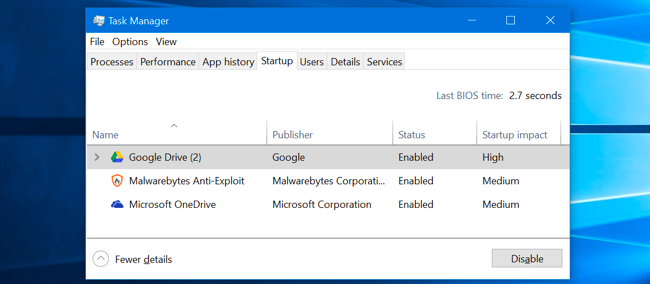 Task Manager
File Options View
Processes Performance App history Startup Users Details Services
Last BIOS time: 2.7 seconds
Name Publisher Status Startup impact
Google Drive (2) Google Enabled High
Malwarebytes Anti-Exploit Malwarebytes Corporati... Enabled Medium
Microsoft OneDrive Microsoft Corporation Enabled Medium
Fewer details Disable